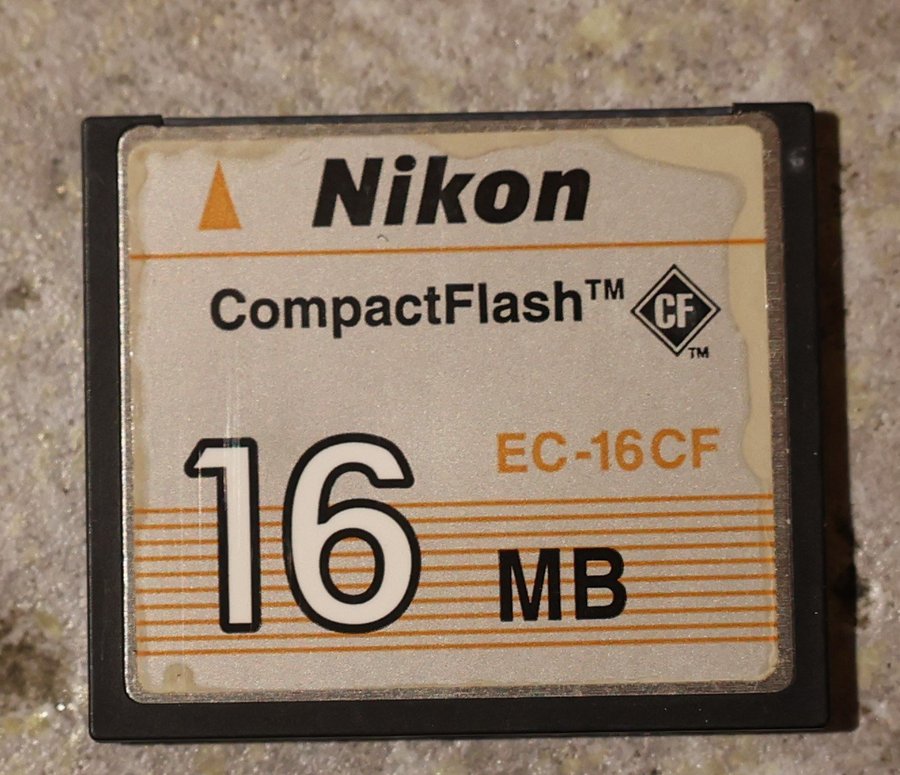 Nikon
CompactFlash™
CF
TM
EC-16CF
16
MB